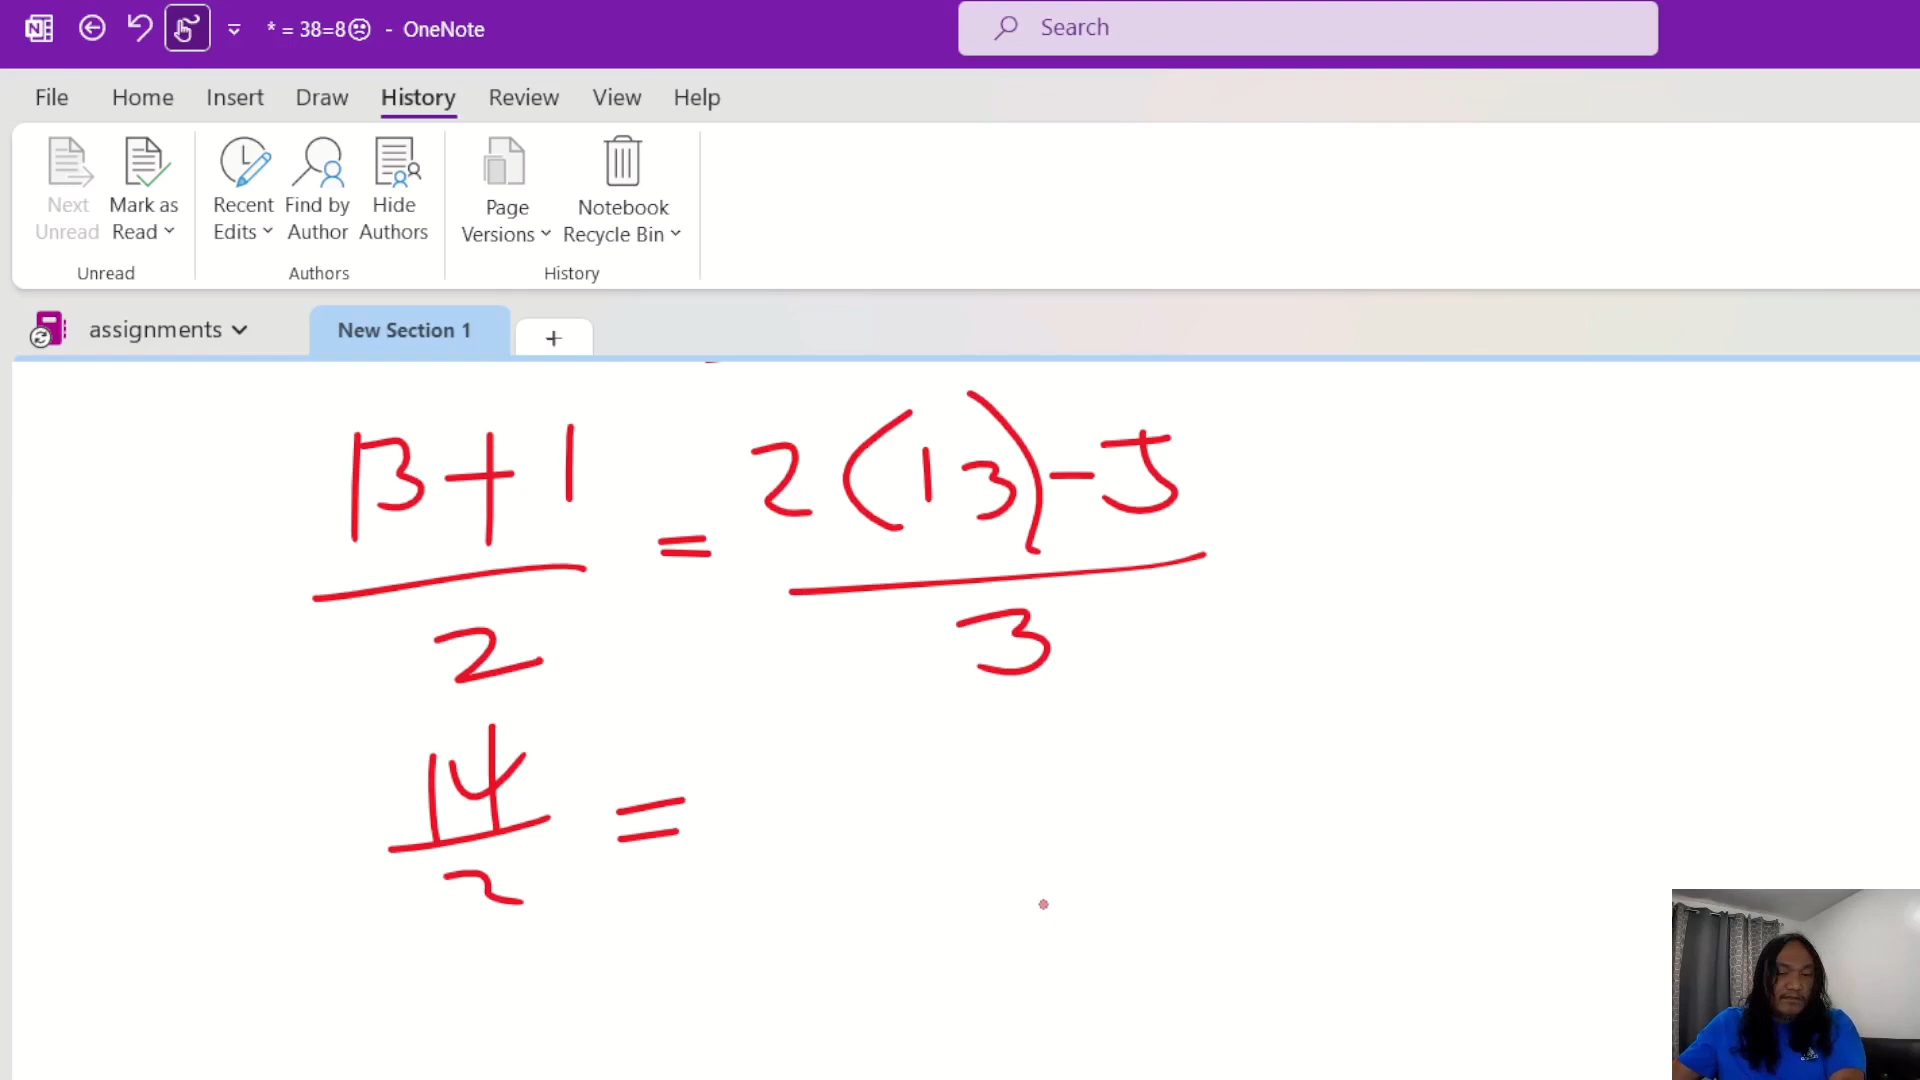 * = 38=8☹ - OneNote
Search
File Home Insert Draw History Review View Help
Next Unread
Mark as Read
Recent Edits
Find by Author
Hide Authors
Page Versions
Notebook Recycle Bin
Unread Authors History
assignments New Section 1 +
13+1 = 2(13)-5
2 3
14 =
2